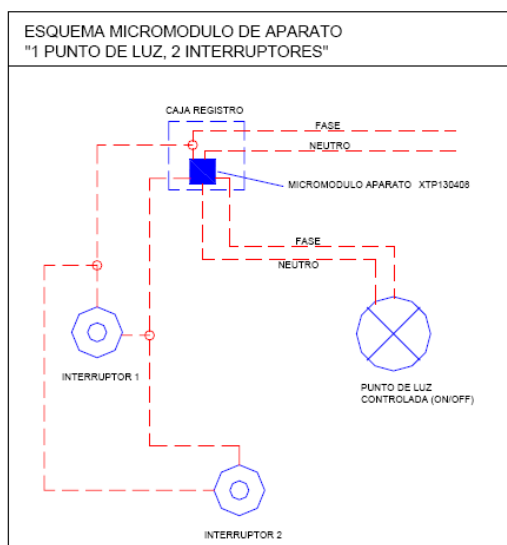 ESQUEMA MICROMODULO DE APARATO
"1 PUNTO DE LUZ, 2 INTERRUPTORES"
CAJA REGISTRO
FASE
NEUTRO
MICROMODULO APARATO XTP130408
FASE
NEUTRO
INTERRUPTOR 1
PUNTO DE LUZ
CONTROLADA (ON/OFF)
INTERRUPTOR 2